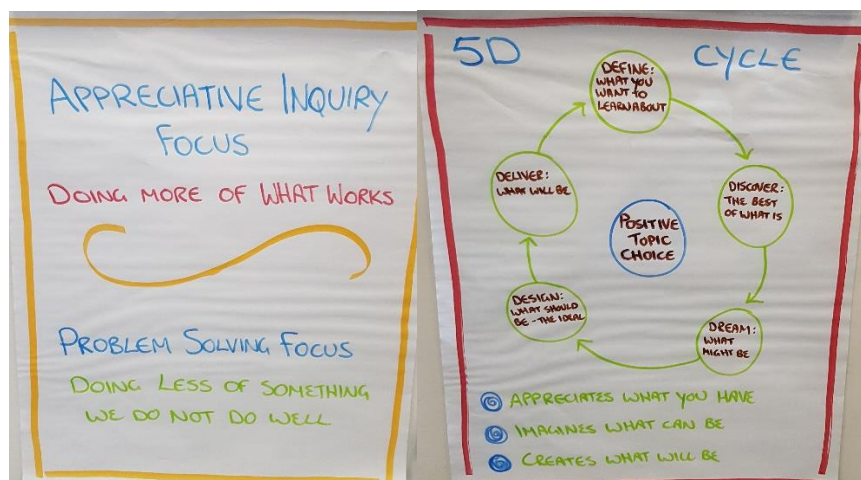 APPRECIATIVE INQUIRY
FOCUS
DOING MORE OF WHAT WORKS
PROBLEM SOLVING FOCUS
DOING LESS OF SOMETHING
WE DO NOT DO WELL
5D CYCLE
DEFINE:
WHAT YOU
WANT TO
LEARN ABOUT
DISCOVER:
THE BEST
OF WHAT IS
DREAM:
WHAT
MIGHT BE
DESIGN:
WHAT SHOULD
BE - THE IDEAL
DELIVER:
WHAT WILL BE
POSITIVE
TOPIC
CHOICE
APPRECIATES WHAT YOU HAVE
IMAGINES WHAT CAN BE
CREATES WHAT WILL BE